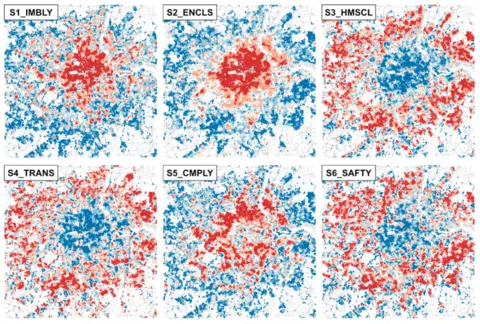 S1_IMBLY
S2_ENCLS
S3_HMSCL
S4_TRANS
S5_CMPLY
S6_SAFTY